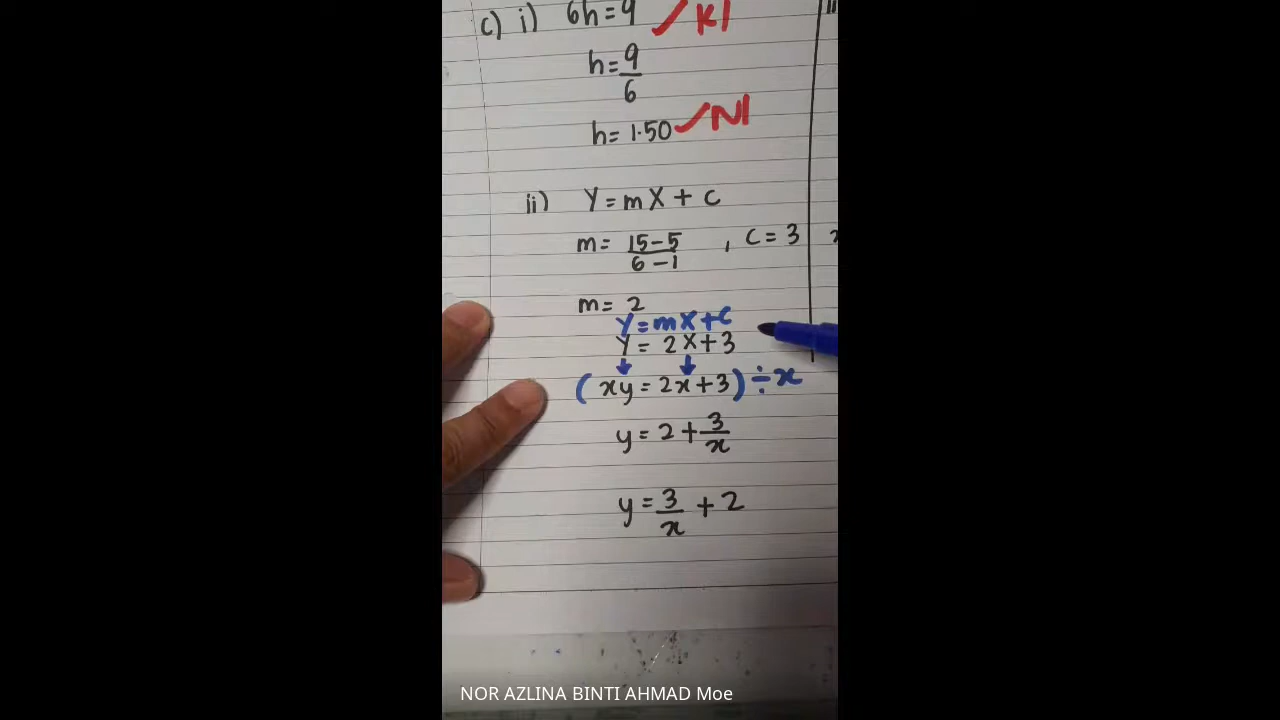 c) i) 6h = 9 ✓ K1
h = 9/6
h = 1.50 ✓ N1
ii) Y = mX + c
m = 15 - 5 / 6 - 1 , c = 3
m = 2
Y = mX + c
Y = 2X + 3
( xy = 2x + 3 ) ÷ x
y = 2 + 3/x
y = 3/x + 2
NOR AZLINA BINTI AHMAD Moe